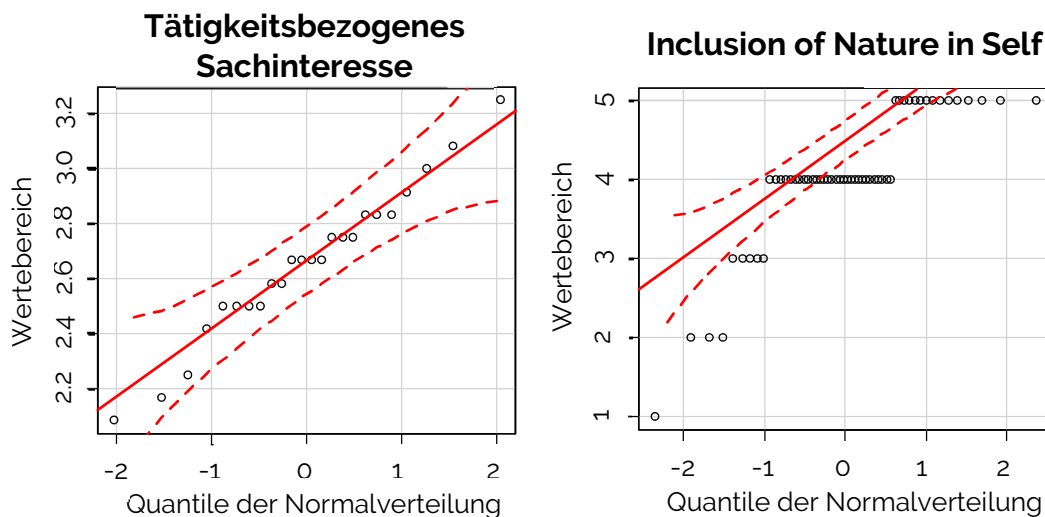 Tätigkeitsbezogenes
Sachinteresse
Wertebereich
3.2
3.0
2.8
2.6
2.4
2.2
-2 -1 0 1 2
Quantile der Normalverteilung
Inclusion of Nature in Self
Wertebereich
5
4
3
2
1
-2 -1 0 1 2
Quantile der Normalverteilung